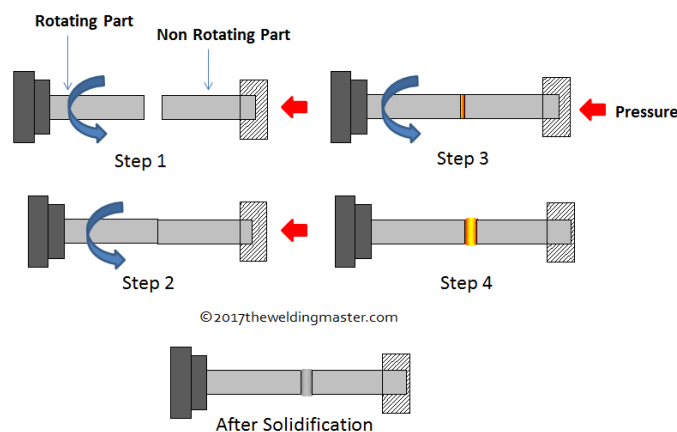 Rotating Part
Non Rotating Part
Step 1
Step 3
Pressure
Step 2
Step 4
©2017theweldingmaster.com
After Solidification